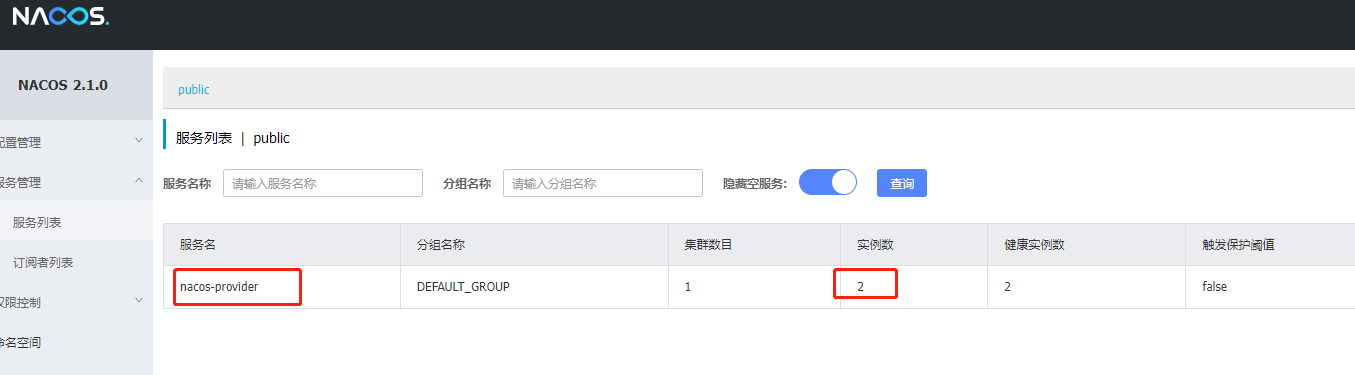 NACOS.
NACOS 2.1.0
public
配置管理
服务列表 | public
服务管理
服务名称 请输入服务名称 分组名称 请输入分组名称 隐藏空服务: 查询
服务列表
订阅者列表
权限控制
命名空间
服务名 分组名称 集群数目 实例数 健康实例数 触发保护阈值
nacos-provider DEFAULT_GROUP 1 2 2 false